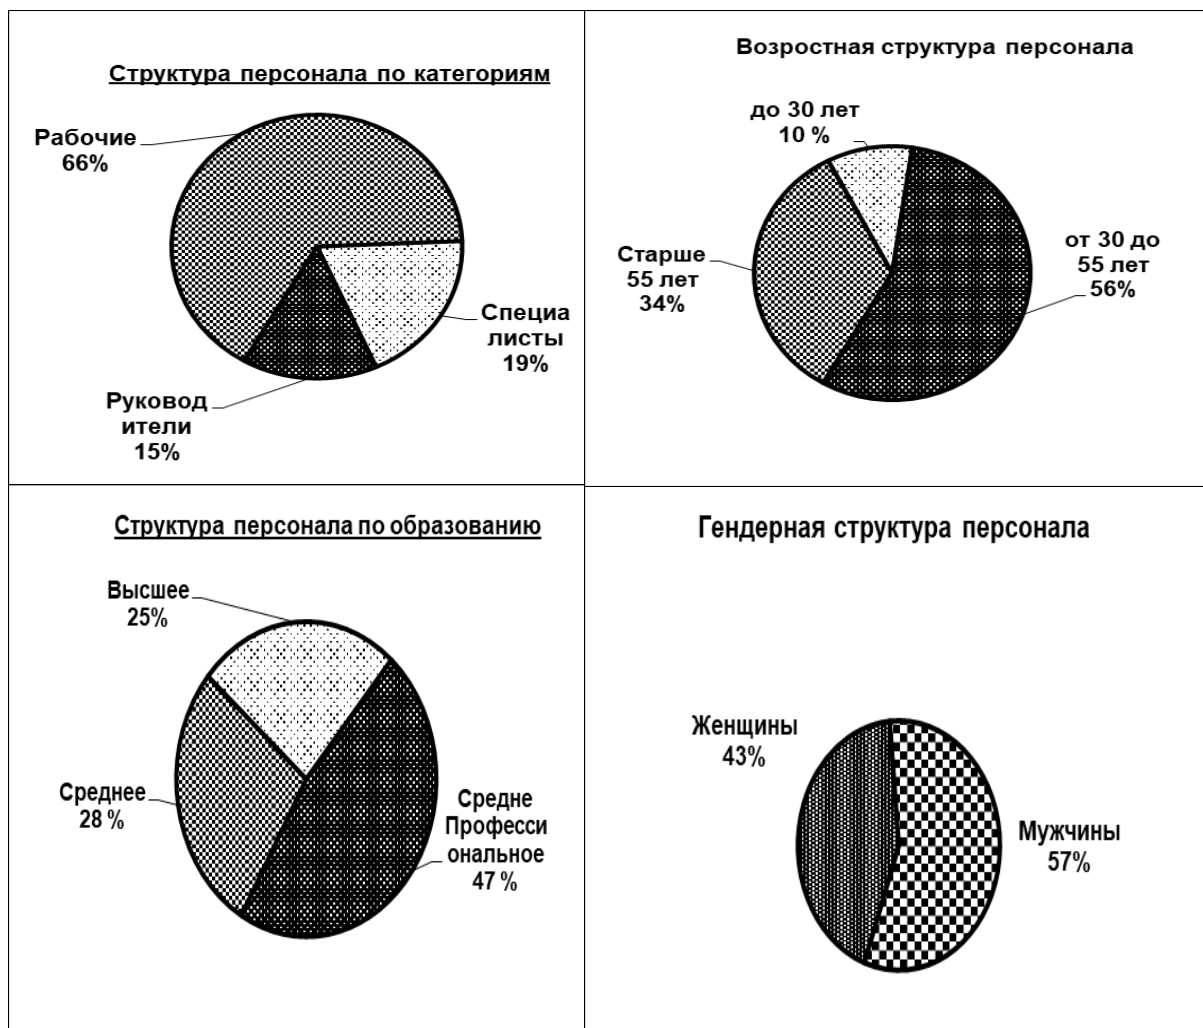 Структура персонала по категориям
Рабочие
66%
Специа
листы
19%
Руковод
ители
15%
Возростная структура персонала
до 30 лет
10 %
Старше
55 лет
34%
от 30 до
55 лет
56%
Структура персонала по образованию
Высшее
25%
Среднее
28 %
Средне
Професси
ональное
47 %
Гендерная структура персонала
Женщины
43%
Мужчины
57%